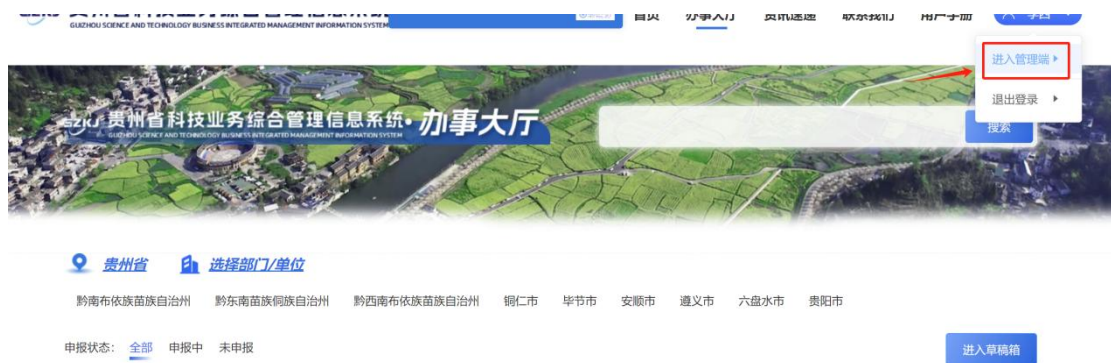 GUIZHOU SCIENCE AND TECHNOLOGY BUSINESS INTEGRATED MANAGEMENT INFORMATION SYSTEM
首页 办事大厅 资讯速递 联系我们 用户手册
进入管理端
退出登录
GZKJ 贵州省科技业务综合管理信息系统·办事大厅
GUIZHOU SCIENCE AND TECHNOLOGY BUSINESS INTEGRATED MANAGEMENT INFORMATION SYSTEM
搜索
贵州省 选择部门/单位
黔南布依族苗族自治州 黔东南苗族侗族自治州 黔西南布依族苗族自治州 铜仁市 毕节市 安顺市 遵义市 六盘水市 贵阳市
申报状态: 全部 申报中 未申报
进入草稿箱